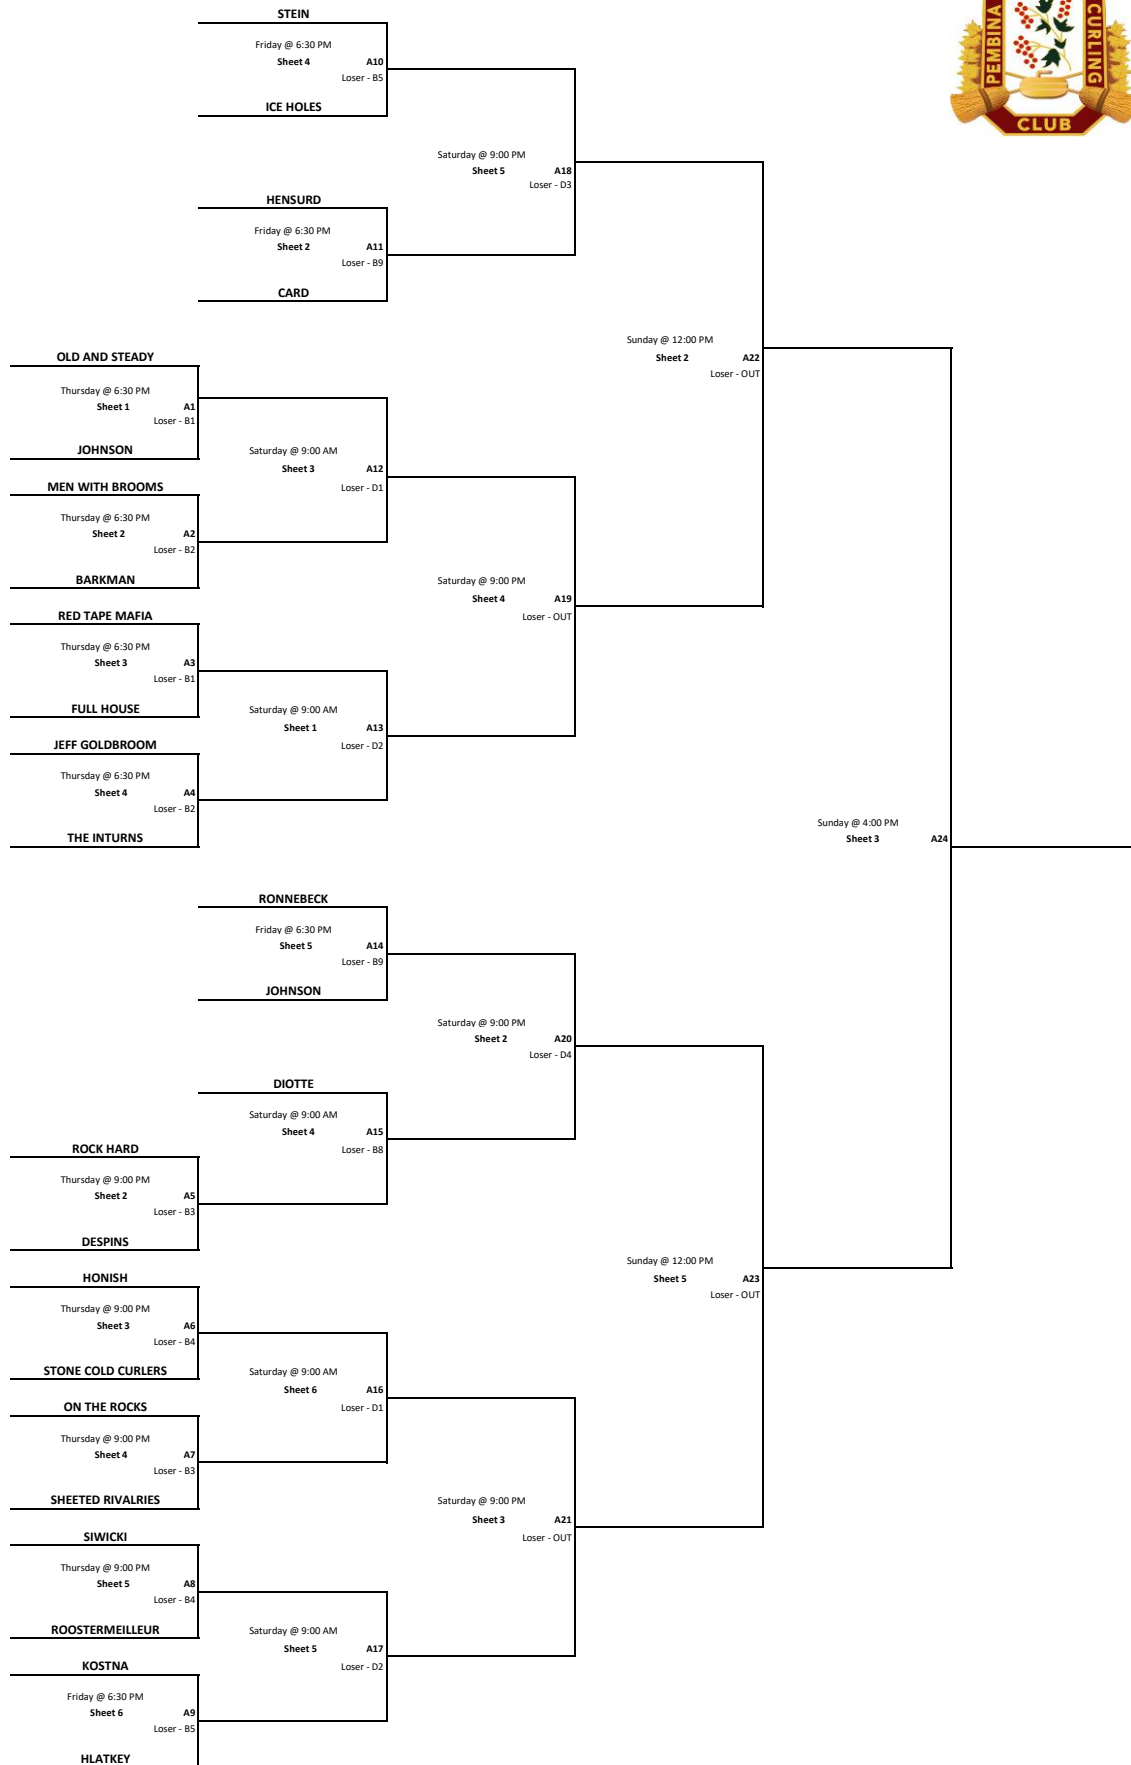 STEIN
Friday @ 6:30 PM
Sheet 4 A10
Loser - B5
ICE HOLES
PEMBINA CURLING CLUB
Saturday @ 9:00 PM
Sheet 5 A18
Loser - D3
HENSURD
Friday @ 6:30 PM
Sheet 2 A11
Loser - B9
CARD
Sunday @ 12:00 PM
Sheet 2 A22
Loser - OUT
OLD AND STEADY
Thursday @ 6:30 PM
Sheet 1 A1
Loser - B1
JOHNSON
Saturday @ 9:00 AM
Sheet 3 A12
Loser - D1
MEN WITH BROOMS
Thursday @ 6:30 PM
Sheet 2 A2
Loser - B2
BARKMAN
Saturday @ 9:00 PM
Sheet 4 A19
Loser - OUT
RED TAPE MAFIA
Thursday @ 6:30 PM
Sheet 3 A3
Loser - B1
FULL HOUSE
Saturday @ 9:00 AM
Sheet 1 A13
Loser - D2
JEFF GOLDBROOM
Thursday @ 6:30 PM
Sheet 4 A4
Loser - B2
THE INTURNS
Sunday @ 4:00 PM
Sheet 3 A24
RONNEBECK
Friday @ 6:30 PM
Sheet 5 A14
Loser - B9
JOHNSON
Saturday @ 9:00 PM
Sheet 2 A20
Loser - D4
DIOTTE
Saturday @ 9:00 AM
Sheet 4 A15
Loser - B8
ROCK HARD
Thursday @ 9:00 PM
Sheet 2 A5
Loser - B3
DESPINS
Sunday @ 12:00 PM
Sheet 5 A23
Loser - OUT
HONISH
Thursday @ 9:00 PM
Sheet 3 A6
Loser - B4
STONE COLD CURLERS
Saturday @ 9:00 AM
Sheet 6 A16
Loser - D1
ON THE ROCKS
Thursday @ 9:00 PM
Sheet 4 A7
Loser - B3
SHEETED RIVALRIES
Saturday @ 9:00 PM
Sheet 3 A21
Loser - OUT
SIWICKI
Thursday @ 9:00 PM
Sheet 5 A8
Loser - B4
ROOSTERMEILLEUR
Saturday @ 9:00 AM
Sheet 5 A17
Loser - D2
KOSTNA
Friday @ 6:30 PM
Sheet 6 A9
Loser - B5
HLATKEY